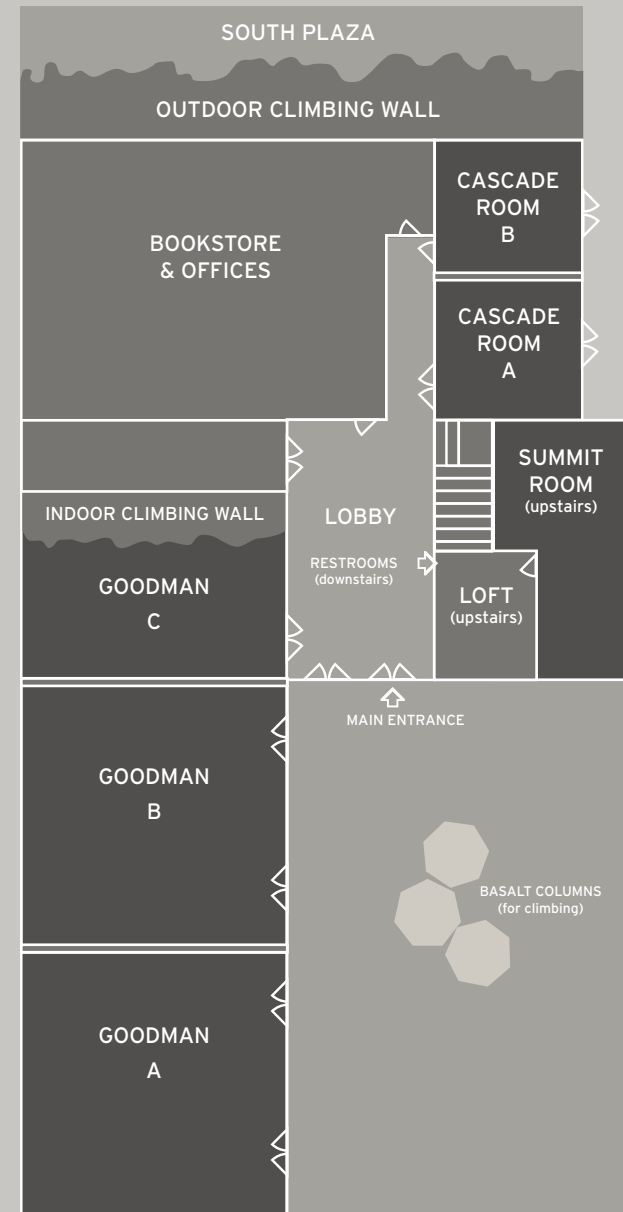 SOUTH PLAZA
OUTDOOR CLIMBING WALL
CASCADE
ROOM
B
BOOKSTORE
& OFFICES
CASCADE
ROOM
A
SUMMIT
ROOM
(upstairs)
INDOOR CLIMBING WALL
LOBBY
RESTROOMS
(downstairs)
GOODMAN
C
LOFT
(upstairs)
MAIN ENTRANCE
GOODMAN
B
BASALT COLUMNS
(for climbing)
GOODMAN
A